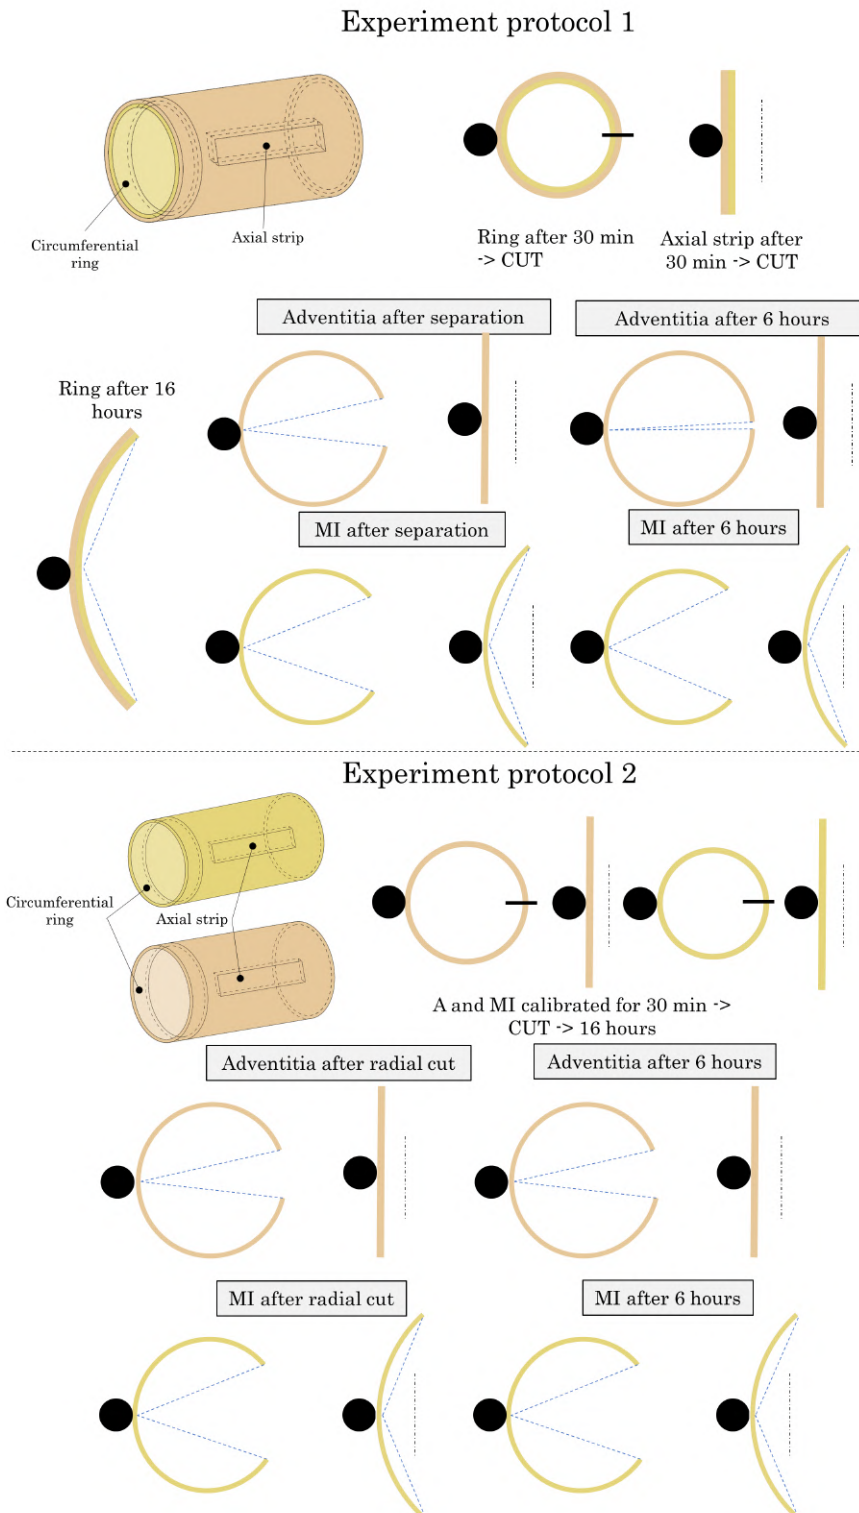 Experiment protocol 1
Circumferential
ring
Axial strip
Ring after 30 min
-> CUT
Axial strip after
30 min -> CUT
Adventitia after separation
Adventitia after 6 hours
Ring after 16
hours
MI after separation
MI after 6 hours
Experiment protocol 2
Circumferential
ring
Axial strip
A and MI calibrated for 30 min ->
CUT -> 16 hours
Adventitia after radial cut
Adventitia after 6 hours
MI after radial cut
MI after 6 hours